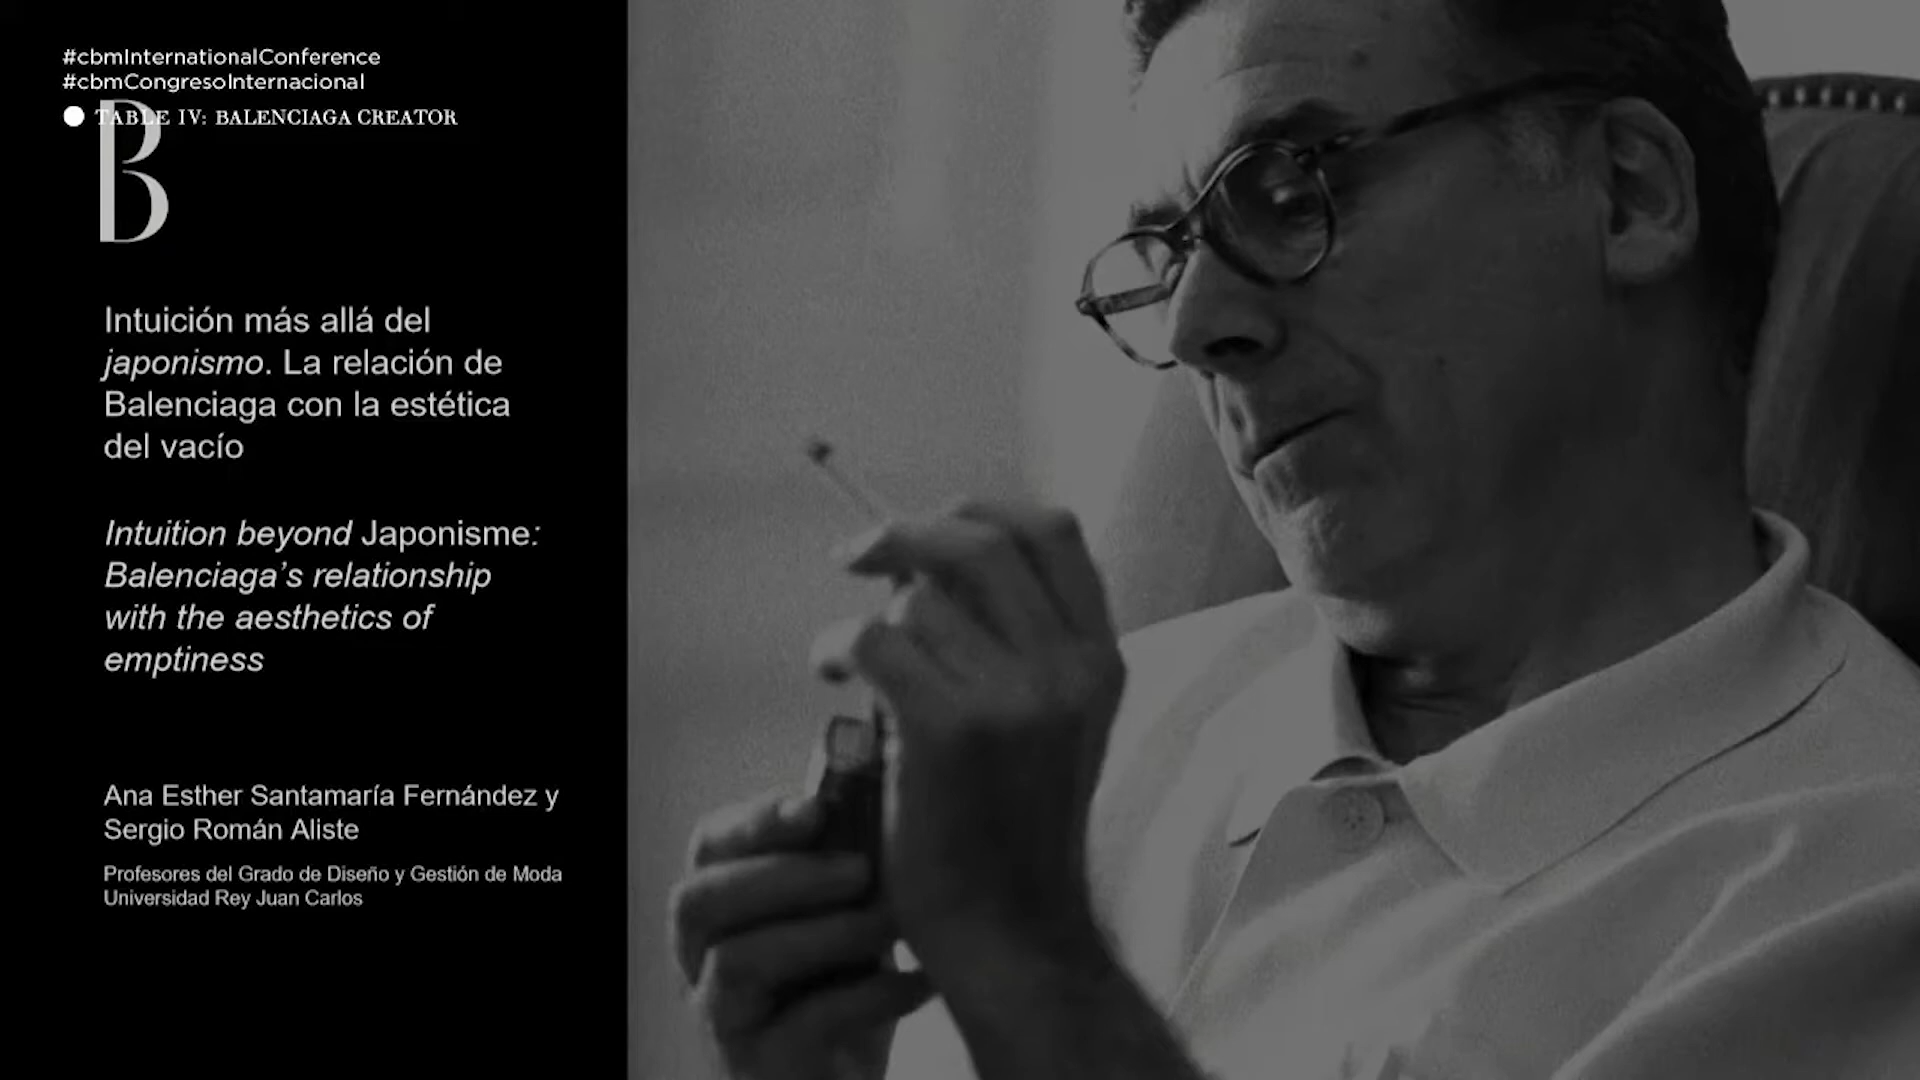 #cbmInternationalConference
#cbmCongresoInternacional
TABLE IV: BALENCIAGA CREATOR
B
Intuición más allá del
japonismo. La relación de
Balenciaga con la estética
del vacío
Intuition beyond Japonisme:
Balenciaga’s relationship
with the aesthetics of
emptiness
Ana Esther Santamaría Fernández y
Sergio Román Aliste
Profesores del Grado de Diseño y Gestión de Moda
Universidad Rey Juan Carlos